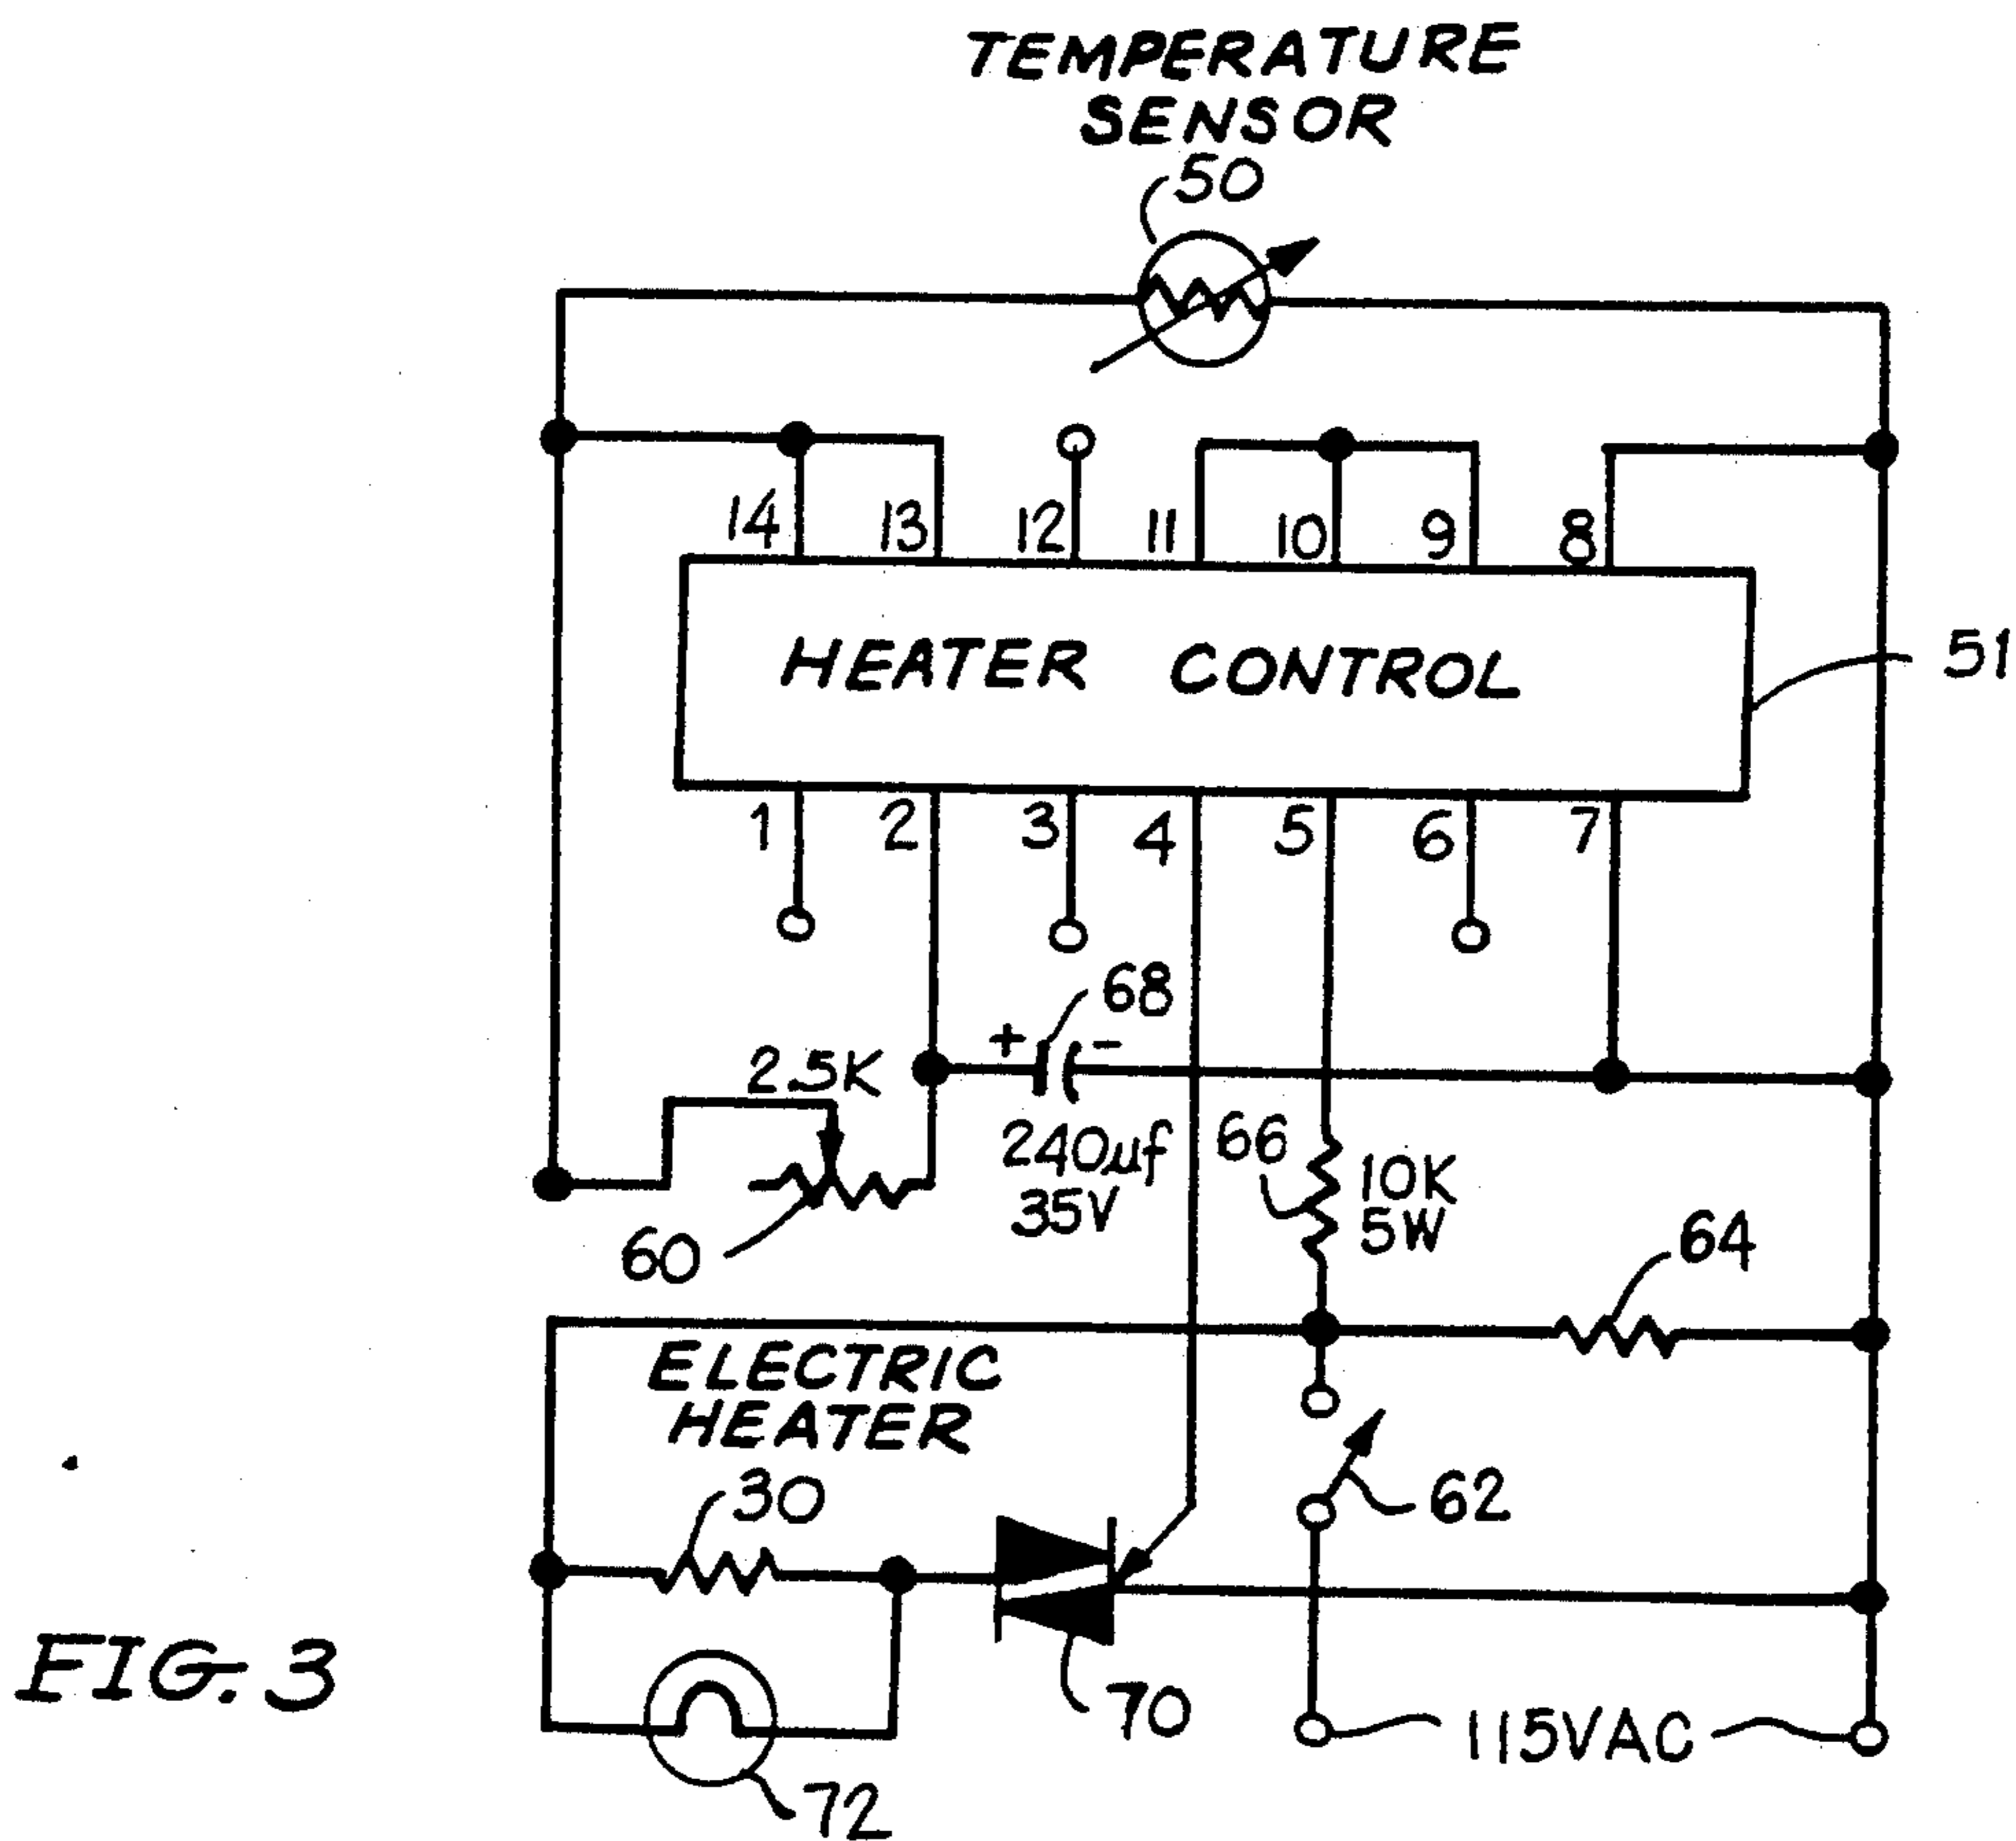 TEMPERATURE
SENSOR
50
14 13 12 11 10 9 8
HEATER CONTROL
51
1 2 3 4 5 6 7
68
+ -
2.5K
240µf
35V
66
10K
5W
60
64
ELECTRIC
HEATER
30
62
FIG. 3
70
115VAC
72